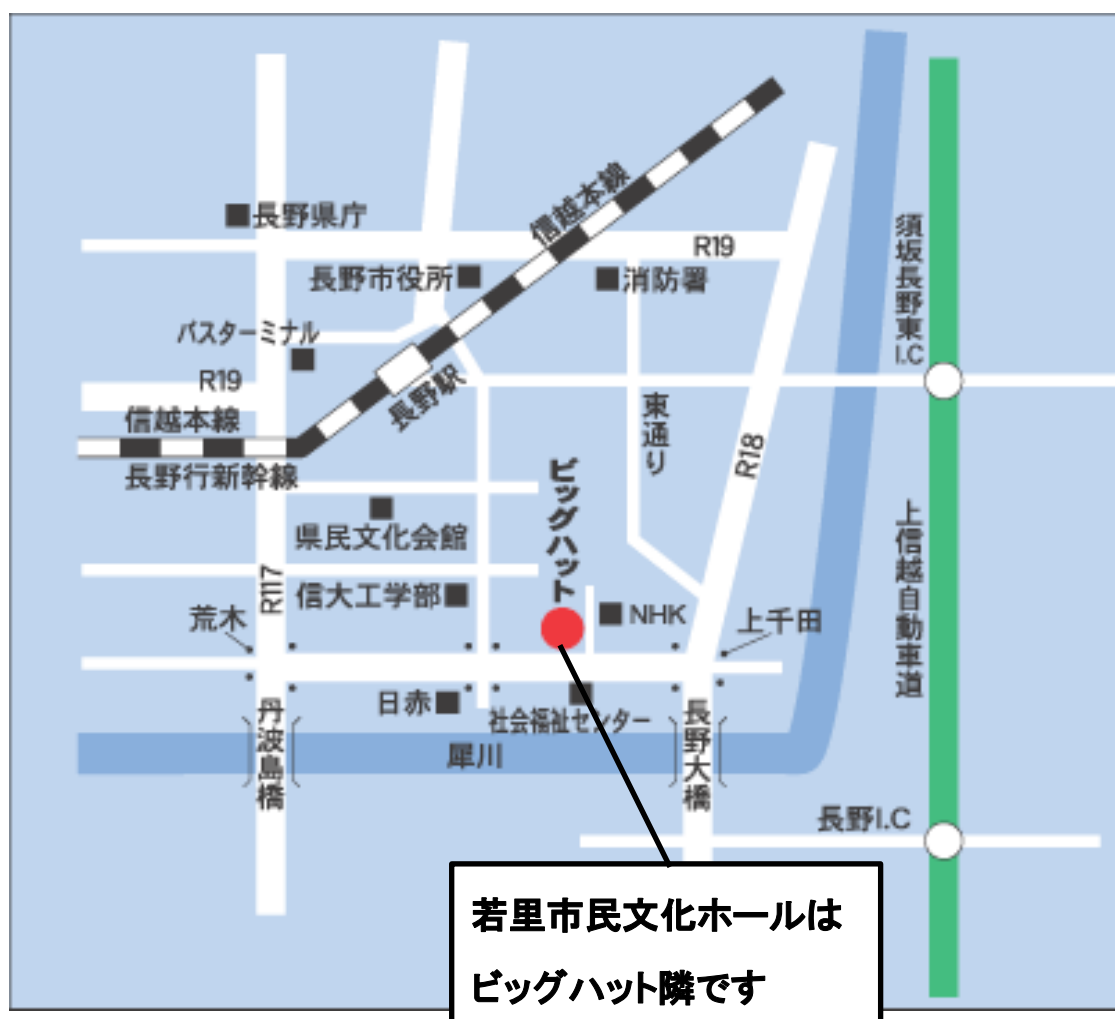 長野県庁
信越本線
R19
長野市役所
消防署
須坂長野東I.C
バスターミナル
R19
長野駅
信越本線
長野行新幹線
東通り
R18
ビッグハット
県民文化会館
上信越自動車道
R117
信大工学部
NHK
荒木
上千田
日赤
社会福祉センター
丹波島橋
犀川
長野大橋
長野I.C
若里市民文化ホールは
ビッグハット隣です